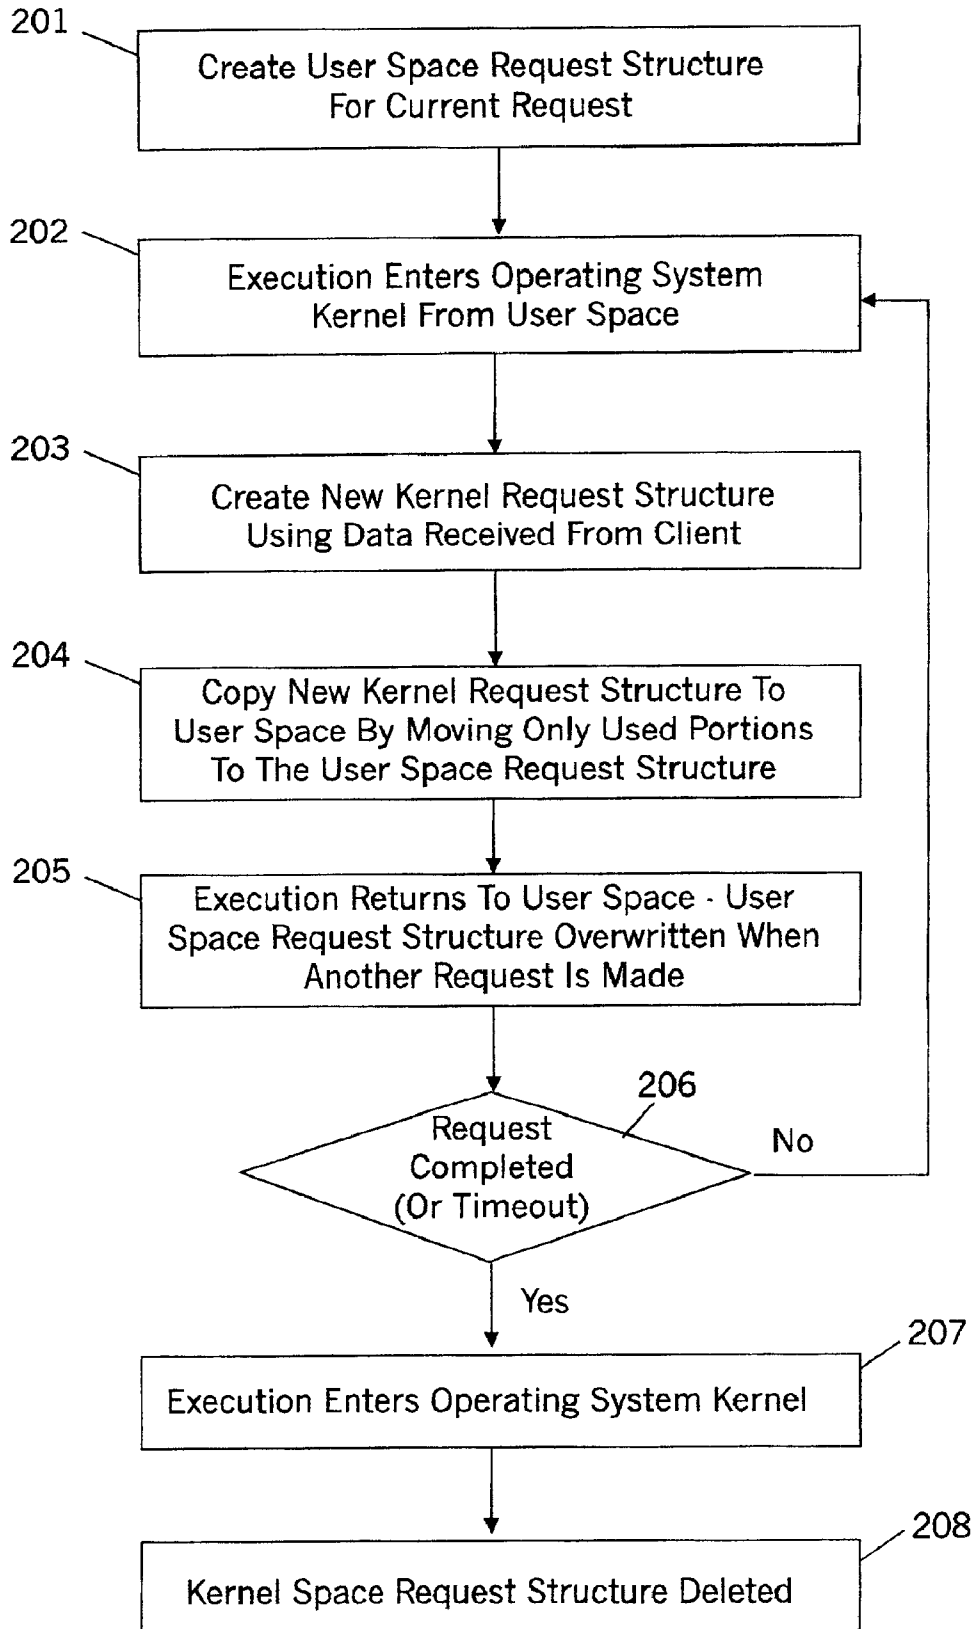 201
Create User Space Request Structure
For Current Request
202
Execution Enters Operating System
Kernel From User Space
203
Create New Kernel Request Structure
Using Data Received From Client
204
Copy New Kernel Request Structure To
User Space By Moving Only Used Portions
To The User Space Request Structure
205
Execution Returns To User Space - User
Space Request Structure Overwritten When
Another Request Is Made
206
Request
Completed
(Or Timeout)
No
Yes
207
Execution Enters Operating System Kernel
208
Kernel Space Request Structure Deleted